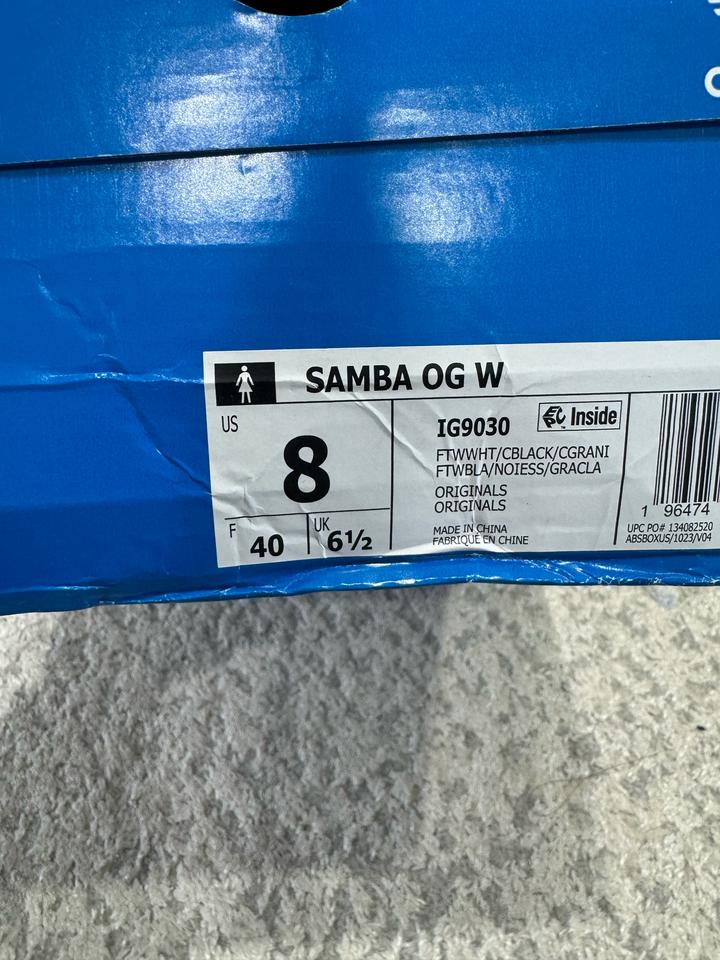 SAMBA OG W
US
8
F
40
UK
6½
IG9030
Inside
FTWWHT/CBLACK/CGRANI
FTWBLA/NOIESS/GRACLA
ORIGINALS
ORIGINALS
MADE IN CHINA
FABRIQUÉ EN CHINE
1 96474
UPC PO# 134082520
ABSBOXUS/1023/V04